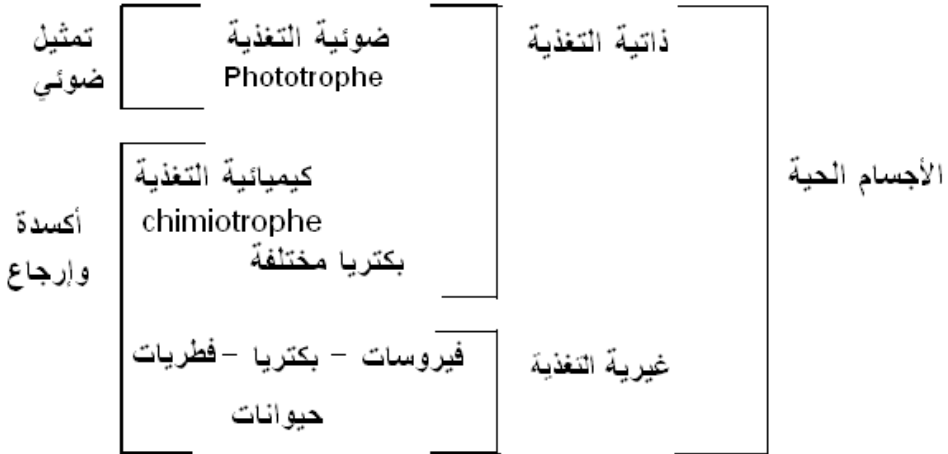 الأجسام الحية
ذاتية التغذية
ضوئية التغذية
Phototrophe
تمثيل
ضوئي
كيميائية التغذية
chimiotrophe
بكتريا مختلفة
أكسدة
وإرجاع
غيرية التغذية
فيروسات - بكتريا - فطريات
حيوانات